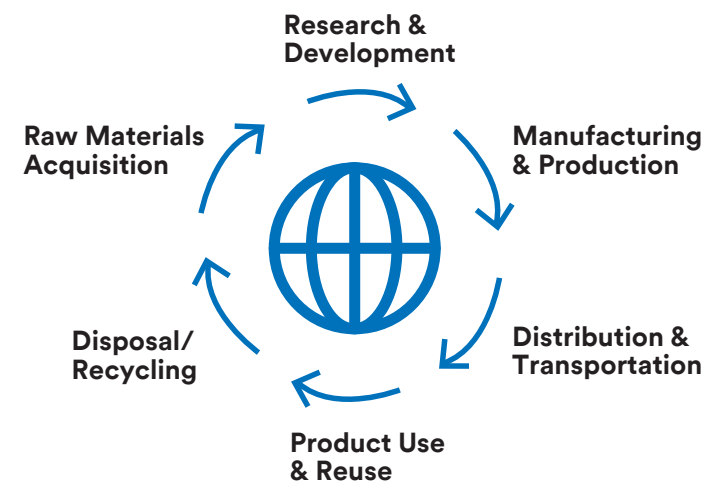 Research &
Development
Manufacturing
& Production
Distribution &
Transportation
Product Use
& Reuse
Disposal/
Recycling
Raw Materials
Acquisition